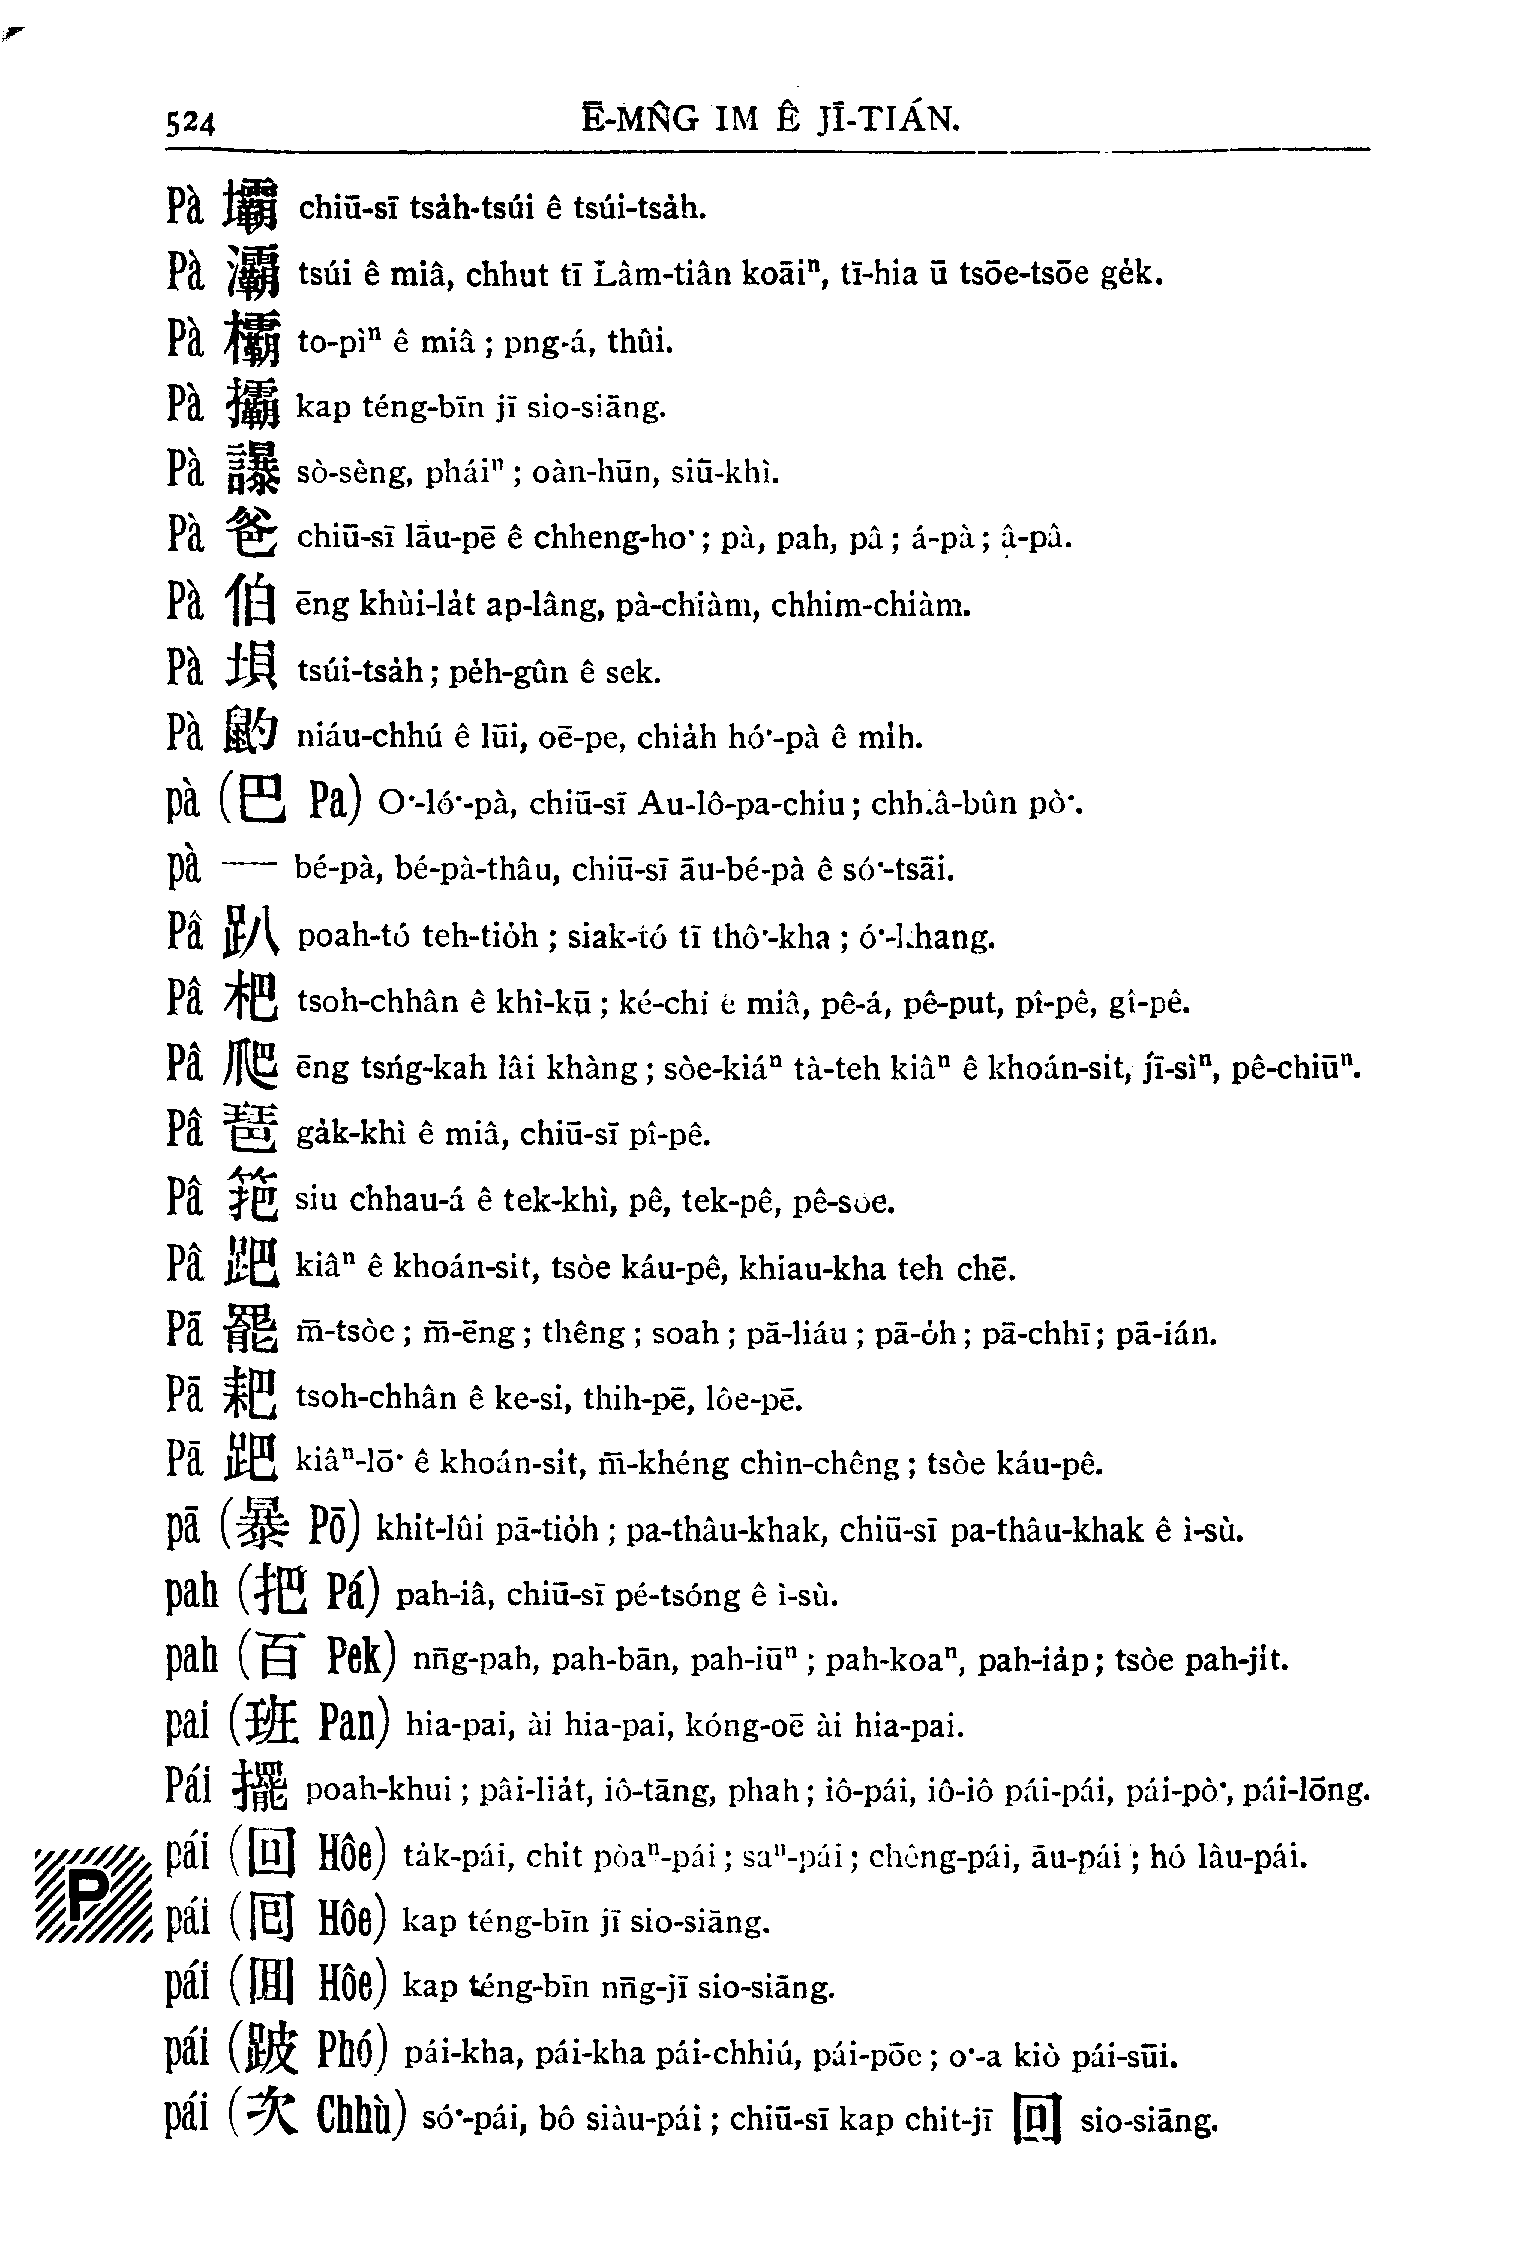 524 Ē-MN̂G IM Ê JĪ-TIÁN.
Pà 壩 chiū-sī tsa̍h-tsúi ê tsúi-tsa̍h.
Pà 灞 tsúi ê miâ, chhut tī Lâm-tiân koāiⁿ, tī-hia ū tsōe-tsōe ge̍k.
Pà 欛 to-pìⁿ ê miâ; png-á, thûi.
Pà 攦 kap téng-bīn jī sio-siāng.
Pà 謈 sò-sèng, pháiⁿ; oàn-hūn, siū-khì.
Pà 爸 chiū-sī lāu-pē ê chheng-ho͘; pà, pah, pâ; á-pà; â-pâ.
Pà 伯 ēng khùi-la̍t ap-lâng, pà-chiàm, chhim-chiàm.
Pà 垻 tsúi-tsa̍h; pe̍h-gûn ê sek.
Pà 鼩 niáu-chhú ê lūi, oē-pe, chia̍h hó͘-pà ê mi̍h.
pà (巴 Pa) O͘-ló͘-pà, chiū-sī Au-lô-pa-chiu; chhiâ-bûn pò͘.
pà — bé-pà, bé-pà-thâu, chiū-sī āu-bé-pà ê só͘-tsāi.
Pâ 趴 poah-tó teh-tio̍h; siak-tó tī thô͘-kha; ó͘-khang.
Pâ 杷 tsoh-chhân ê khì-kū; ké-chí ê miâ, pê-á, pê-put, pî-pê, gî-pê.
Pâ 爬 ēng tsńg-kah lâi khàng; sòe-kiáⁿ tà-teh kiâⁿ ê khoán-sit, jī-sìⁿ, pê-chiūⁿ.
Pâ 琶 ga̍k-khì ê miâ, chiū-sī pî-pê.
Pâ 筢 siu chhau-á ê tek-khì, pê, tek-pê, pê-soe.
Pâ 跁 kiâⁿ ê khoán-sit, tsòe káu-pê, khiau-kha teh chē.
Pā 罷 m̄-tsòe; m̄-ēng; thêng; soah; pā-liáu; pā-o̍h; pā-chhī; pā-ián.
Pā 耙 tsoh-chhân ê ke-si, thih-pē, lôe-pē.
Pā 跁 kiâⁿ-lō͘ ê khoán-sit, m̄-khéng chìn-chêng; tsòe káu-pê.
pā (暴 Pō) khit-lûi pā-tio̍h; pa-thâu-khak, chiū-sī pa-thâu-khak ê ì-sù.
pah (把 Pá) pah-iâ, chiū-sī pé-tsóng ê ì-sù.
pah (百 Pek) nn̄g-pah, pah-bān, pah-iūⁿ; pah-koaⁿ, pah-ia̍p; tsòe pah-ji̍t.
pai (班 Pan) hia-pai, ài hia-pai, kóng-oē ài hia-pai.
Pái 擺 poah-khui; pâi-lia̍t, iô-tāng, phah; iô-pái, iô-iô pái-pái, pái-pò͘, pái-lōng.
pái (回 Hôe) ta̍k-pái, chi̍t pòaⁿ-pái; saⁿ-pái; chêng-pái, āu-pái; hó lâu-pái.
P
pái (囘 Hôe) kap téng-bīn jī sio-siāng.
pái (囬 Hôe) kap téng-bīn nn̄g-jī sio-siāng.
pái (跛 Phó) pái-kha, pái-kha pái-chhiú, pái-pōe; o͘-a kiò pái-sūi.
pái (次 Chhù) só͘-pái, bô siàu-pái; chiū-sī kap chit-jī 回 sio-siāng.